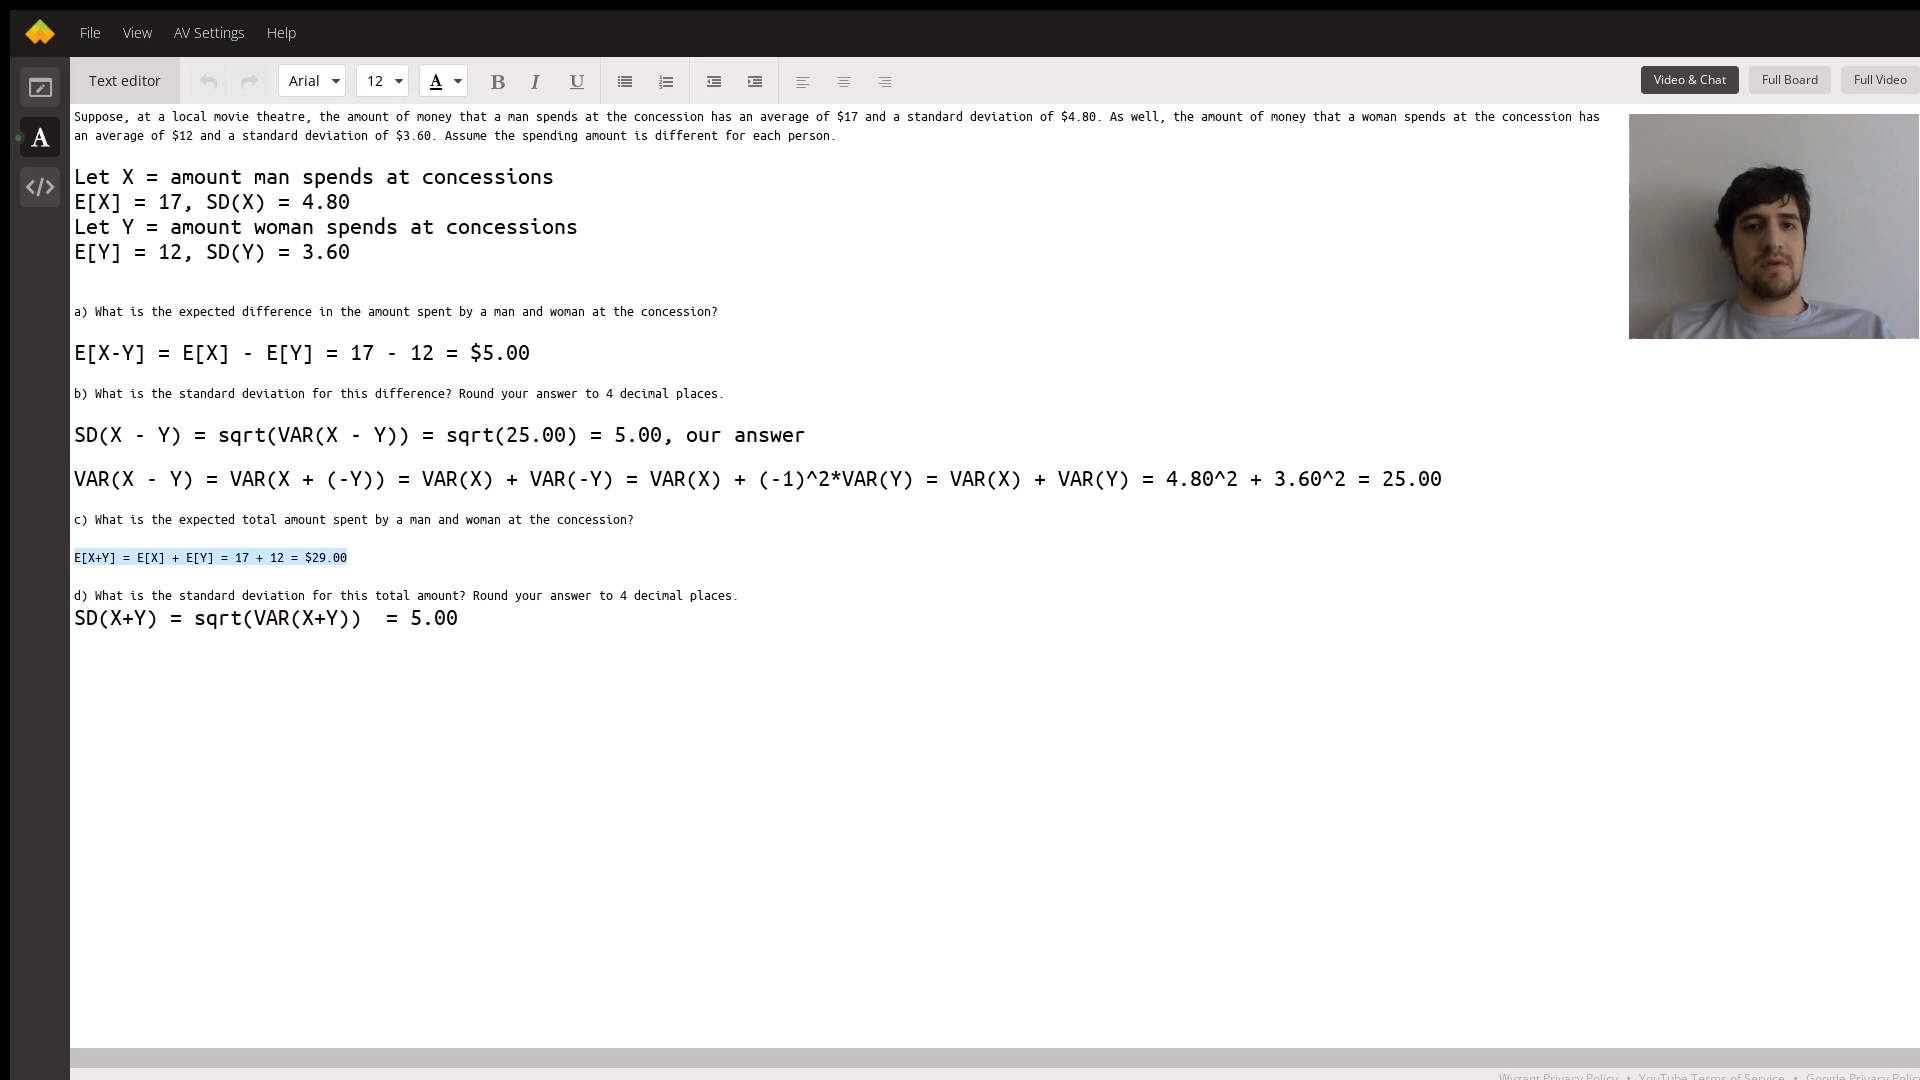 File View AV Settings Help
Text editor Arial 12 A B I U Video & Chat Full Board Full Video
Suppose, at a local movie theatre, the amount of money that a man spends at the concession has an average of $17 and a standard deviation of $4.80. As well, the amount of money that a woman spends at the concession has
an average of $12 and a standard deviation of $3.60. Assume the spending amount is different for each person.
Let X = amount man spends at concessions
E[X] = 17, SD(X) = 4.80
Let Y = amount woman spends at concessions
E[Y] = 12, SD(Y) = 3.60
a) What is the expected difference in the amount spent by a man and woman at the concession?
E[X-Y] = E[X] - E[Y] = 17 - 12 = $5.00
b) What is the standard deviation for this difference? Round your answer to 4 decimal places.
SD(X - Y) = sqrt(VAR(X - Y)) = sqrt(25.00) = 5.00, our answer
VAR(X - Y) = VAR(X + (-Y)) = VAR(X) + VAR(-Y) = VAR(X) + (-1)^2*VAR(Y) = VAR(X) + VAR(Y) = 4.80^2 + 3.60^2 = 25.00
c) What is the expected total amount spent by a man and woman at the concession?
E[X+Y] = E[X] + E[Y] = 17 + 12 = $29.00
d) What is the standard deviation for this total amount? Round your answer to 4 decimal places.
SD(X+Y) = sqrt(VAR(X+Y))  = 5.00
Wyzant Privacy Policy • YouTube Terms of Service • Google Privacy Polic